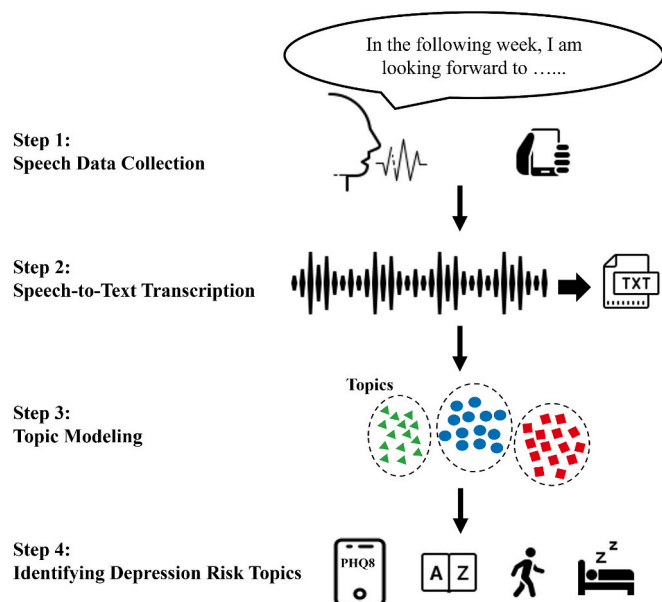 In the following week, I am
looking forward to …...
Step 1:
Speech Data Collection
Step 2:
Speech-to-Text Transcription
TXT
Topics
Step 3:
Topic Modeling
Step 4:
Identifying Depression Risk Topics
PHQ8
A Z
Z Z